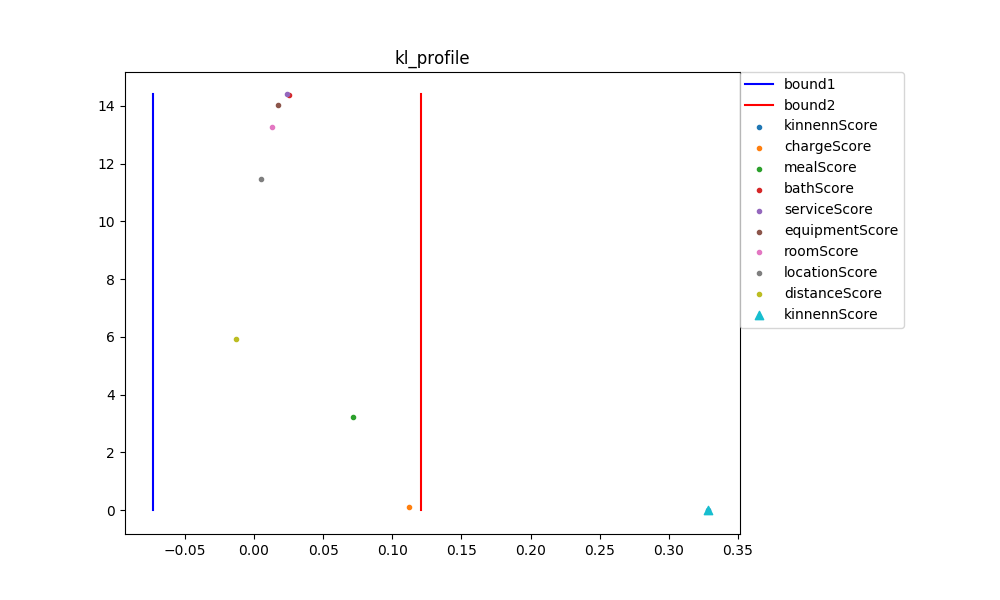 kl_profile
14
12
10
8
6
4
2
0
−0.05 0.00 0.05 0.10 0.15 0.20 0.25 0.30 0.35
bound1
bound2
kinnennScore
chargeScore
mealScore
bathScore
serviceScore
equipmentScore
roomScore
locationScore
distanceScore
kinnennScore